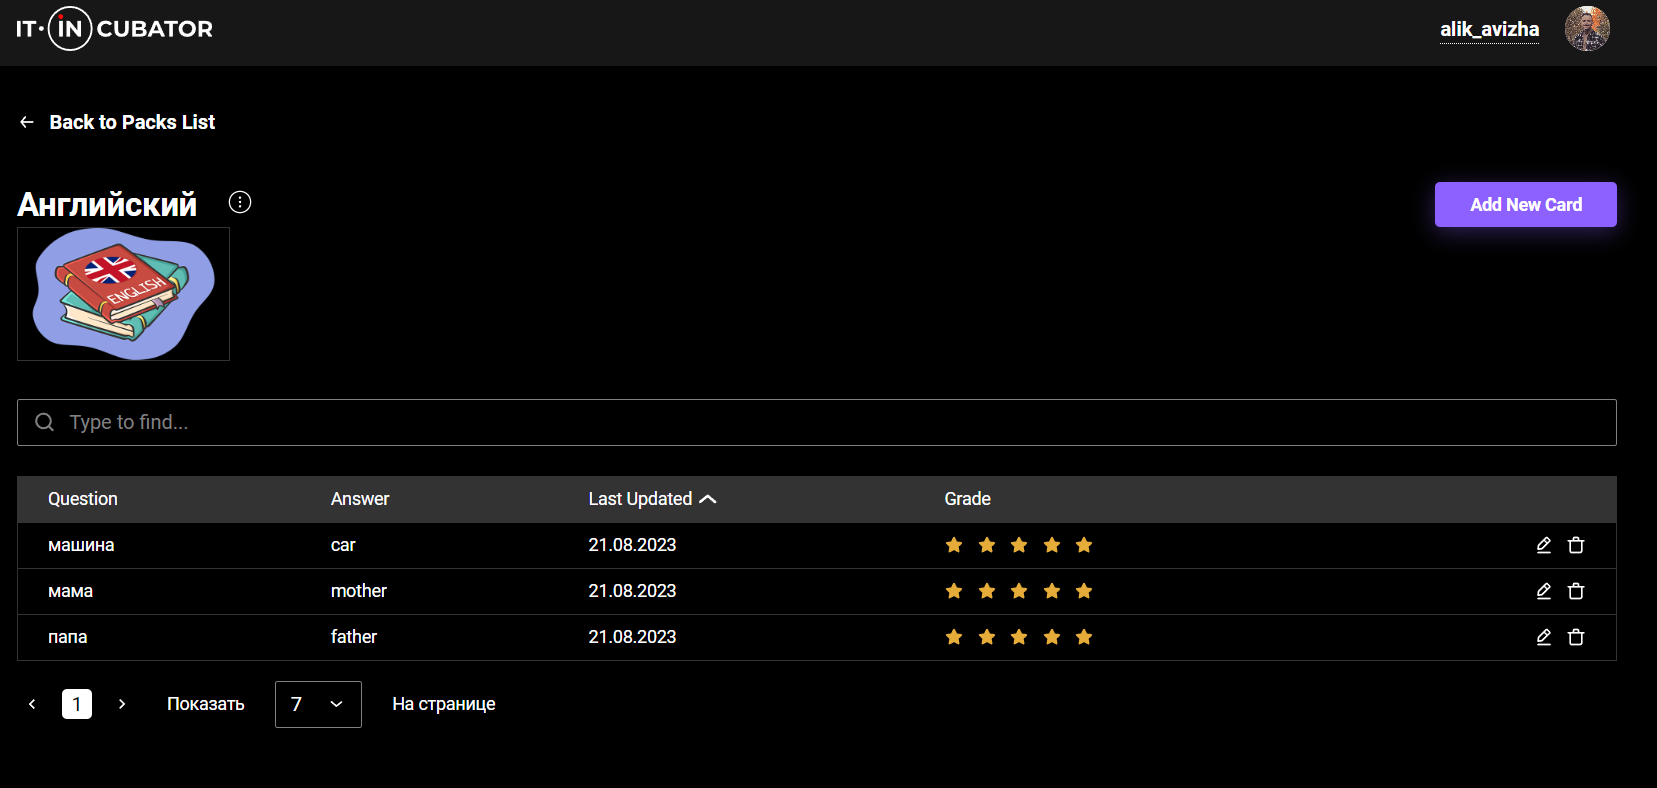 IT·INCUBATOR
alik_avizha
Back to Packs List
Английский
Add New Card
ENGLISH
Type to find...
Question Answer Last Updated Grade
машина car 21.08.2023
мама mother 21.08.2023
папа father 21.08.2023
1 Показать 7 На странице